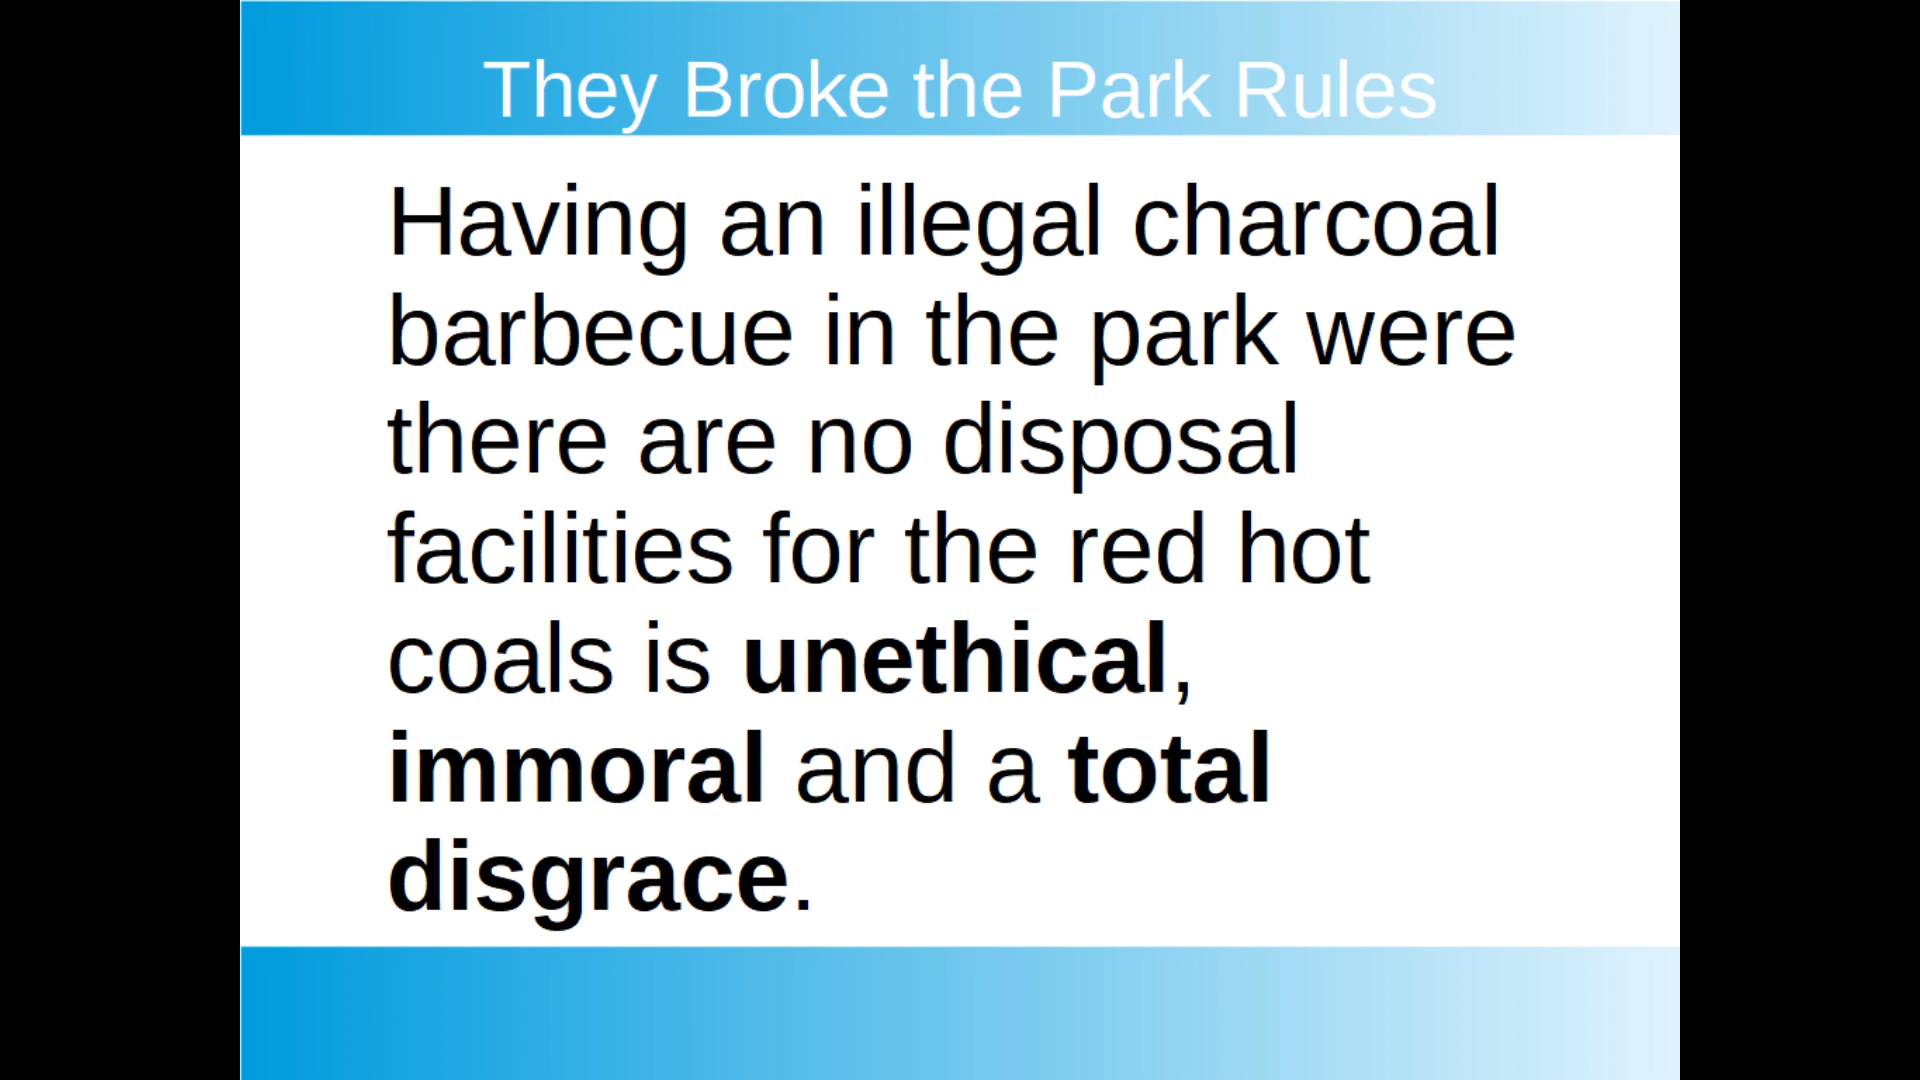 They Broke the Park Rules
Having an illegal charcoal
barbecue in the park were
there are no disposal
facilities for the red hot
coals is unethical,
immoral and a total
disgrace.